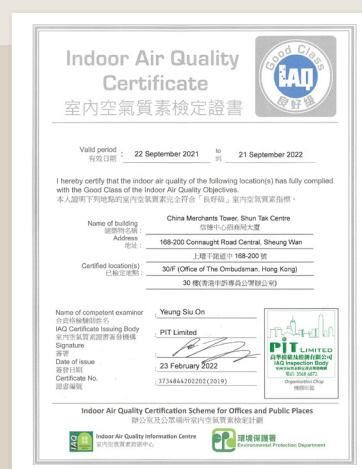 Indoor Air Quality
Certificate
室內空氣質素檢定證書
Good Class
IAQ
良好級
Valid period : 22 September 2021 to 21 September 2022
有效日期 到
I hereby certify that the indoor air quality of the following location(s) has fully complied
with the Good Class of the Indoor Air Quality Objectives.
本人證明下列地點的室內空氣質素完全符合「良好級」室內空氣質素指標。
Name of building China Merchants Tower, Shun Tak Centre
建築物名稱: 信德中心招商局大廈
Address 168-200 Connaught Road Central, Sheung Wan
地址: 上環干諾道中 168-200 號
Certified location(s) 30/F (Office of The Ombudsman, Hong Kong)
已檢定地點: 30 樓(香港申訴專員公署辦公室)
Name of competent examiner Yeung Siu On
合資格檢驗師姓名
IAQ Certificate Issuing Body PIT Limited
室內空氣質素證書簽發機構
Signature
簽署
Date of issue 23 February 2022
簽發日期
Certificate No. 3734844202202(2019)
證書編號
PIT LIMITED
IAQ Inspection Body
Organisation Chop
機構印鑑
Indoor Air Quality Certification Scheme for Offices and Public Places
辦公室及公眾場所室內空氣質素檢定計劃
IAQ Indoor Air Quality Information Centre
室內空氣質素資訊中心
環境保護署
Environmental Protection Department